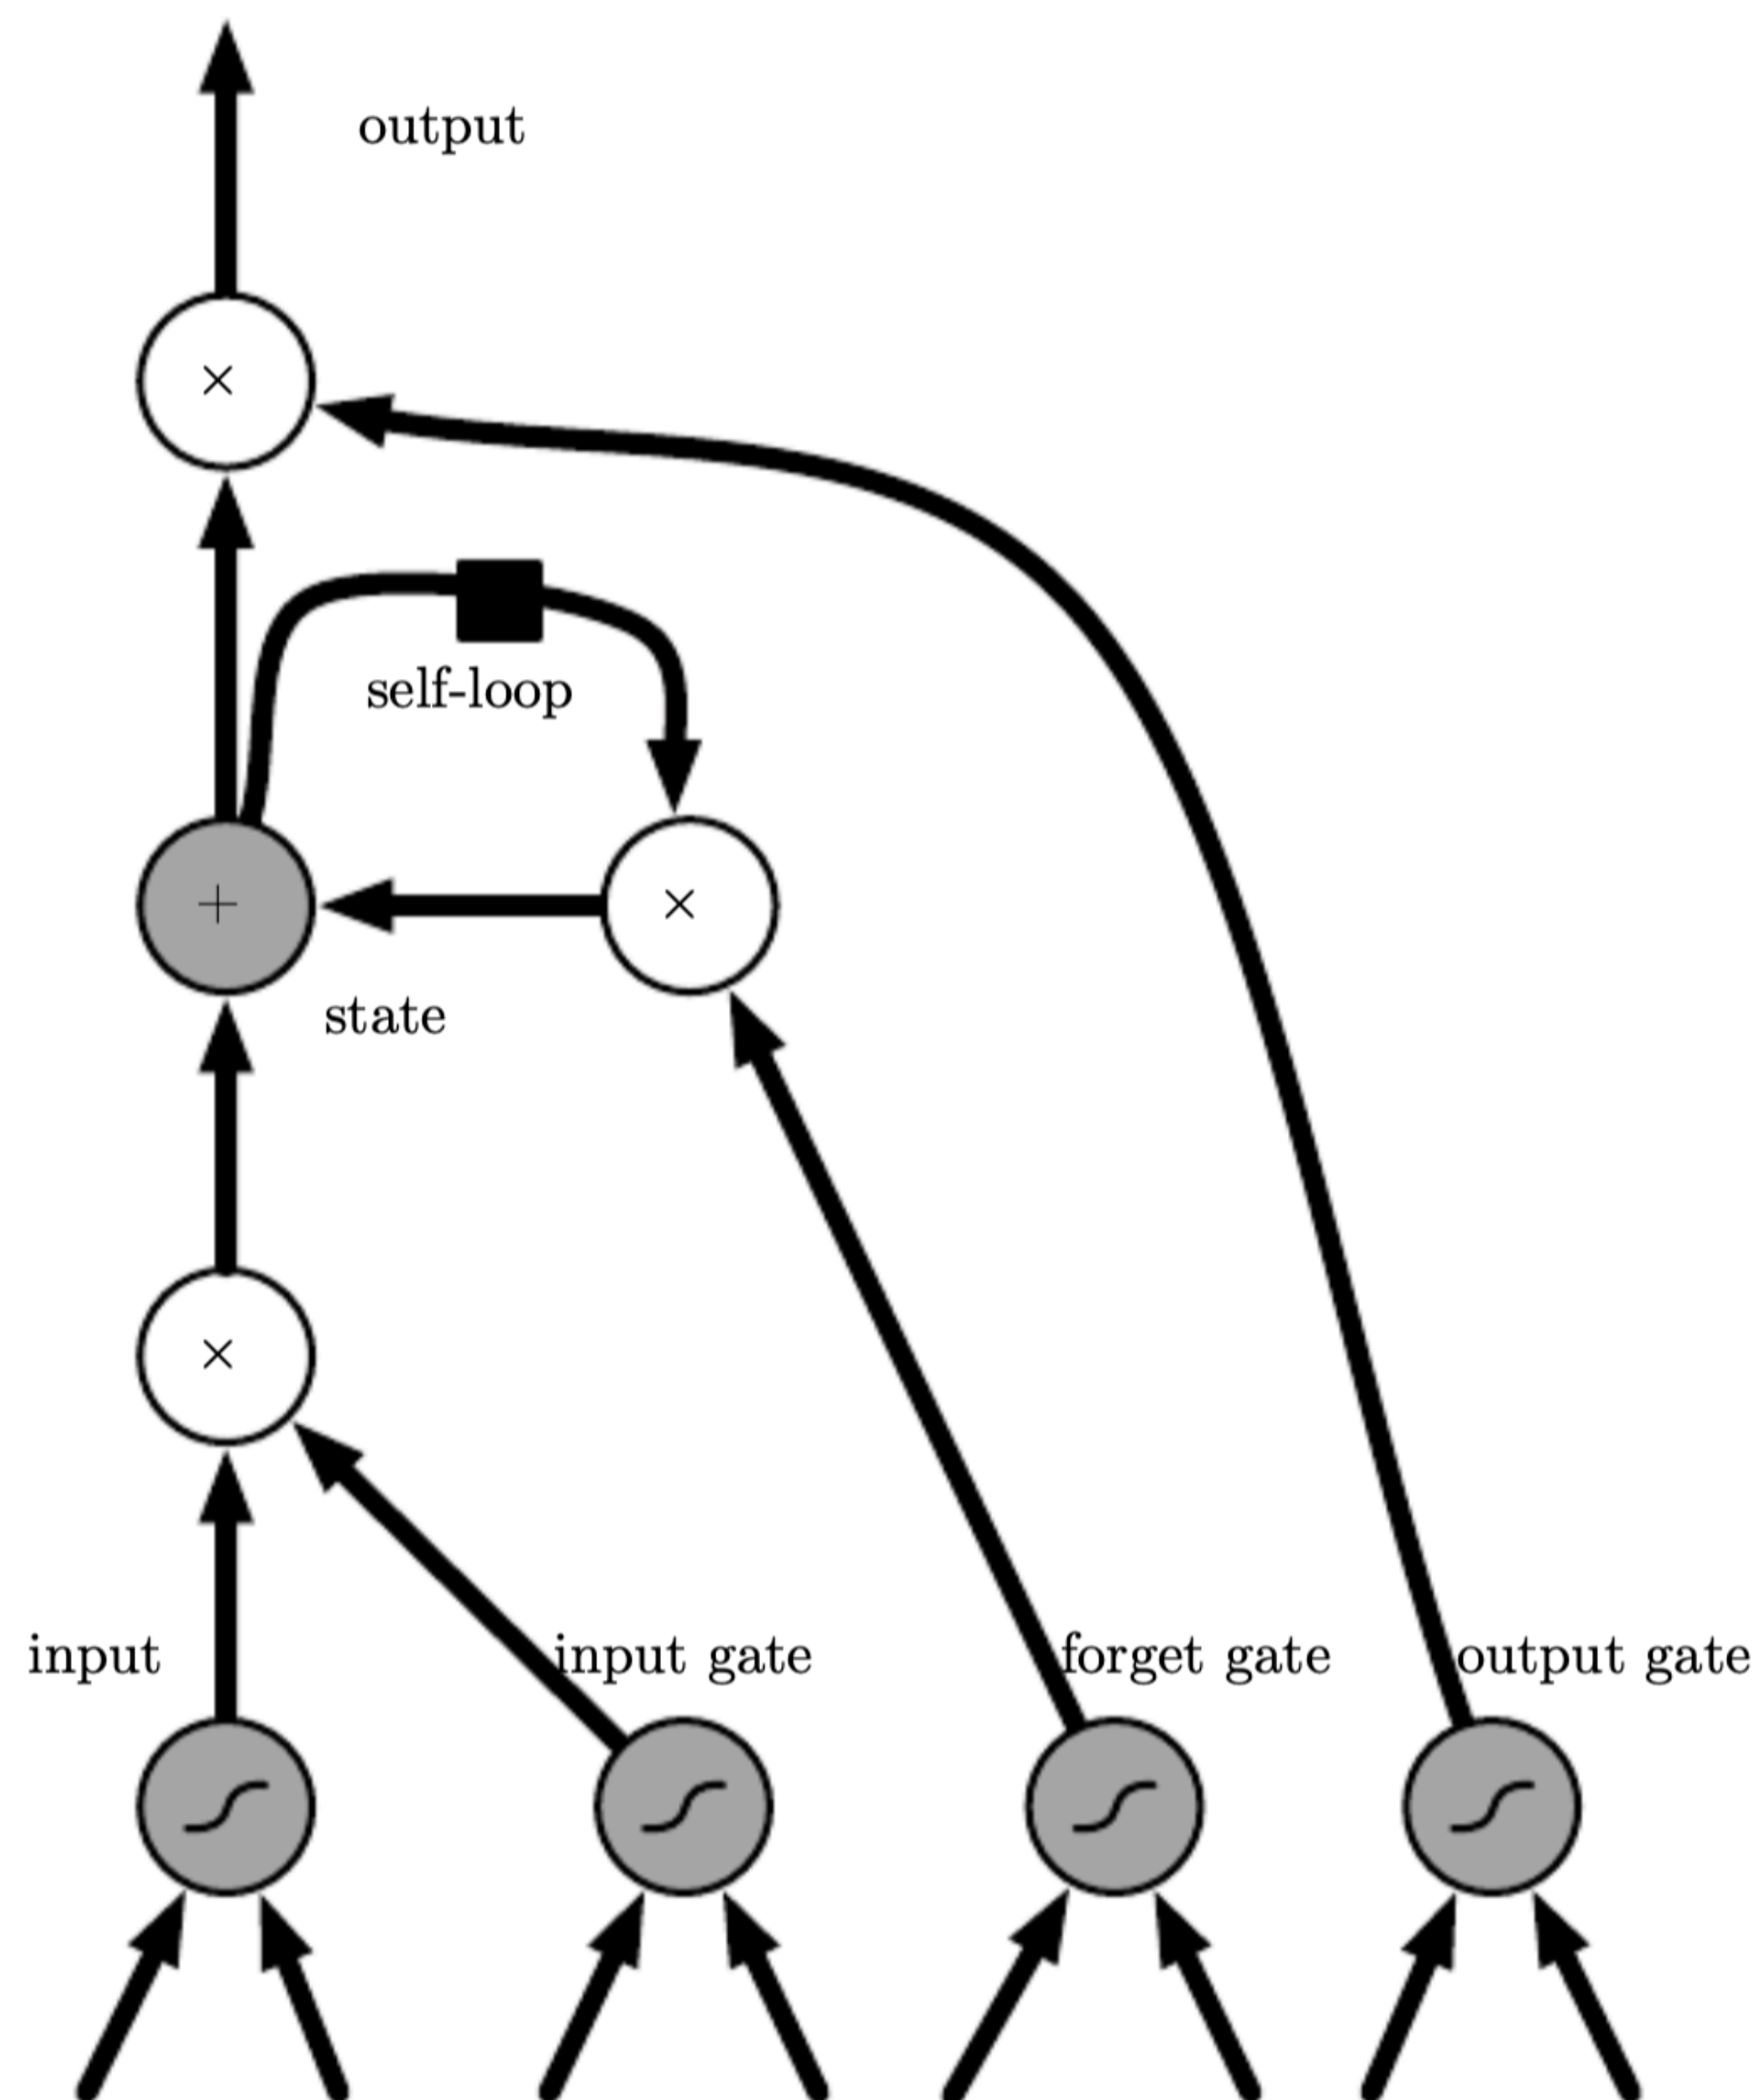 output
×
self-loop
+
×
state
×
input
input gate
forget gate
output gate